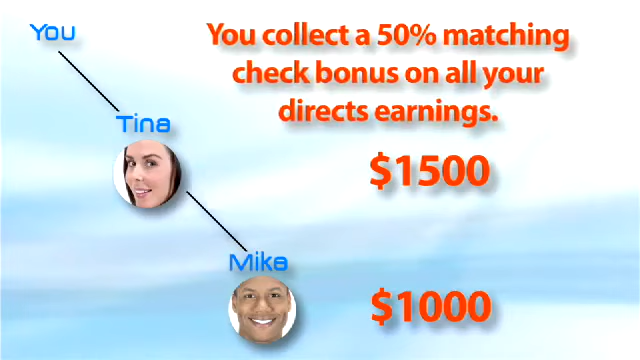 You
You collect a 50% matching
check bonus on all your
directs earnings.
Tina
$1500
Mike
$1000